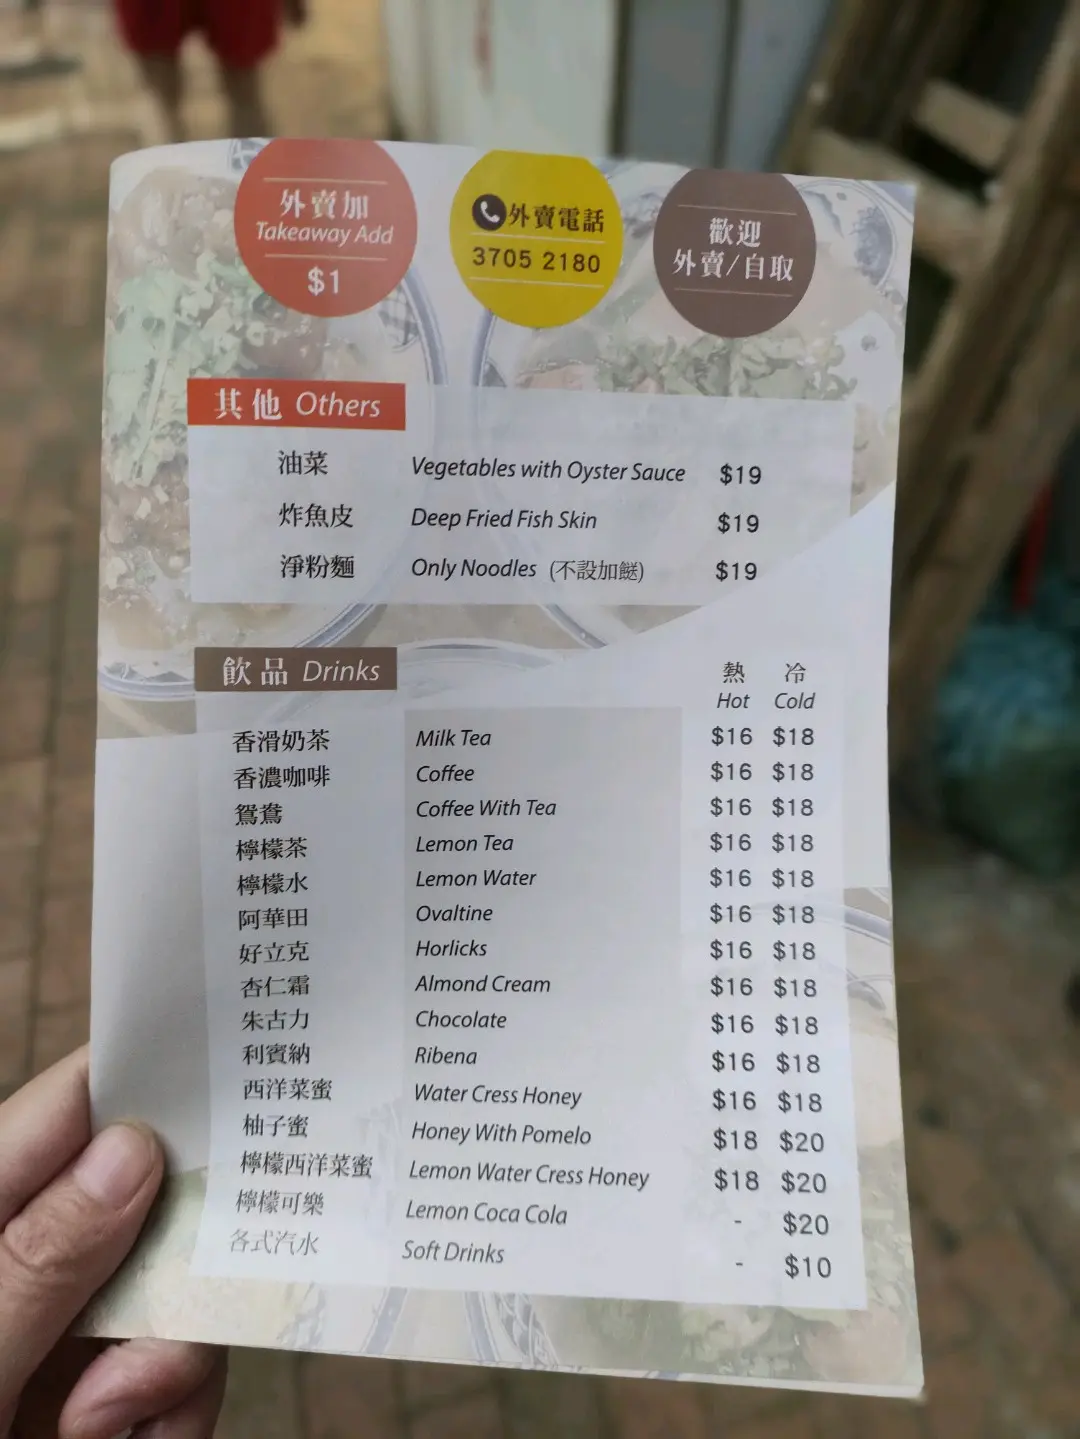 外賣加
Takeaway Add
$1
外賣電話
3705 2180
歡迎
外賣/自取
其他 Others
油菜 Vegetables with Oyster Sauce $19
炸魚皮 Deep Fried Fish Skin $19
淨粉麵 Only Noodles (不設加餸) $19
飲品 Drinks
熱 冷
Hot Cold
香滑奶茶 Milk Tea $16 $18
香濃咖啡 Coffee $16 $18
鴛鴦 Coffee With Tea $16 $18
檸檬茶 Lemon Tea $16 $18
檸檬水 Lemon Water $16 $18
阿華田 Ovaltine $16 $18
好立克 Horlicks $16 $18
杏仁霜 Almond Cream $16 $18
朱古力 Chocolate $16 $18
利賓納 Ribena $16 $18
西洋菜蜜 Water Cress Honey $16 $18
柚子蜜 Honey With Pomelo $18 $20
檸檬西洋菜蜜 Lemon Water Cress Honey $18 $20
檸檬可樂 Lemon Coca Cola - $20
各式汽水 Soft Drinks - $10